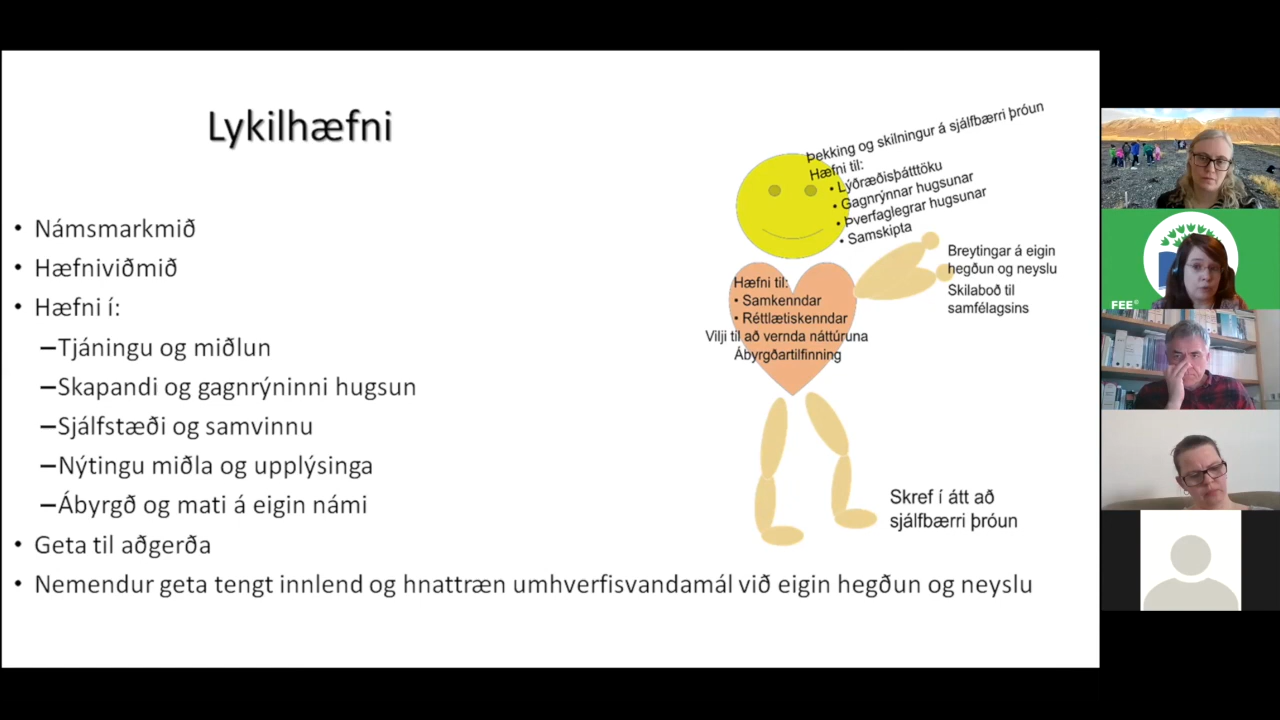 Lykilhæfni
• Námsmarkmið
• Hæfniviðmið
• Hæfni í:
–Tjáningu og miðlun
–Skapandi og gagnrýninni hugsun
–Sjálfstæði og samvinnu
–Nýtingu miðla og upplýsinga
–Ábyrgð og mati á eigin námi
• Geta til aðgerða
• Nemendur geta tengt innlend og hnattræn umhverfisvandamál við eigin hegðun og neyslu
Þekking og skilningur á sjálfbærri þróun
Hæfni til:
• Lýðræðisþátttöku
• Gagnrýnnar hugsunar
• Þverfaglegrar hugsunar
• Samskipta
Breytingar á eigin
hegðun og neyslu
Skilaboð til
samfélagsins
Hæfni til:
• Samkenndar
• Réttlætiskenndar
Vilji til að vernda náttúruna
Ábyrgðartilfinning
Skref í átt að
sjálfbærri þróun
FEE©